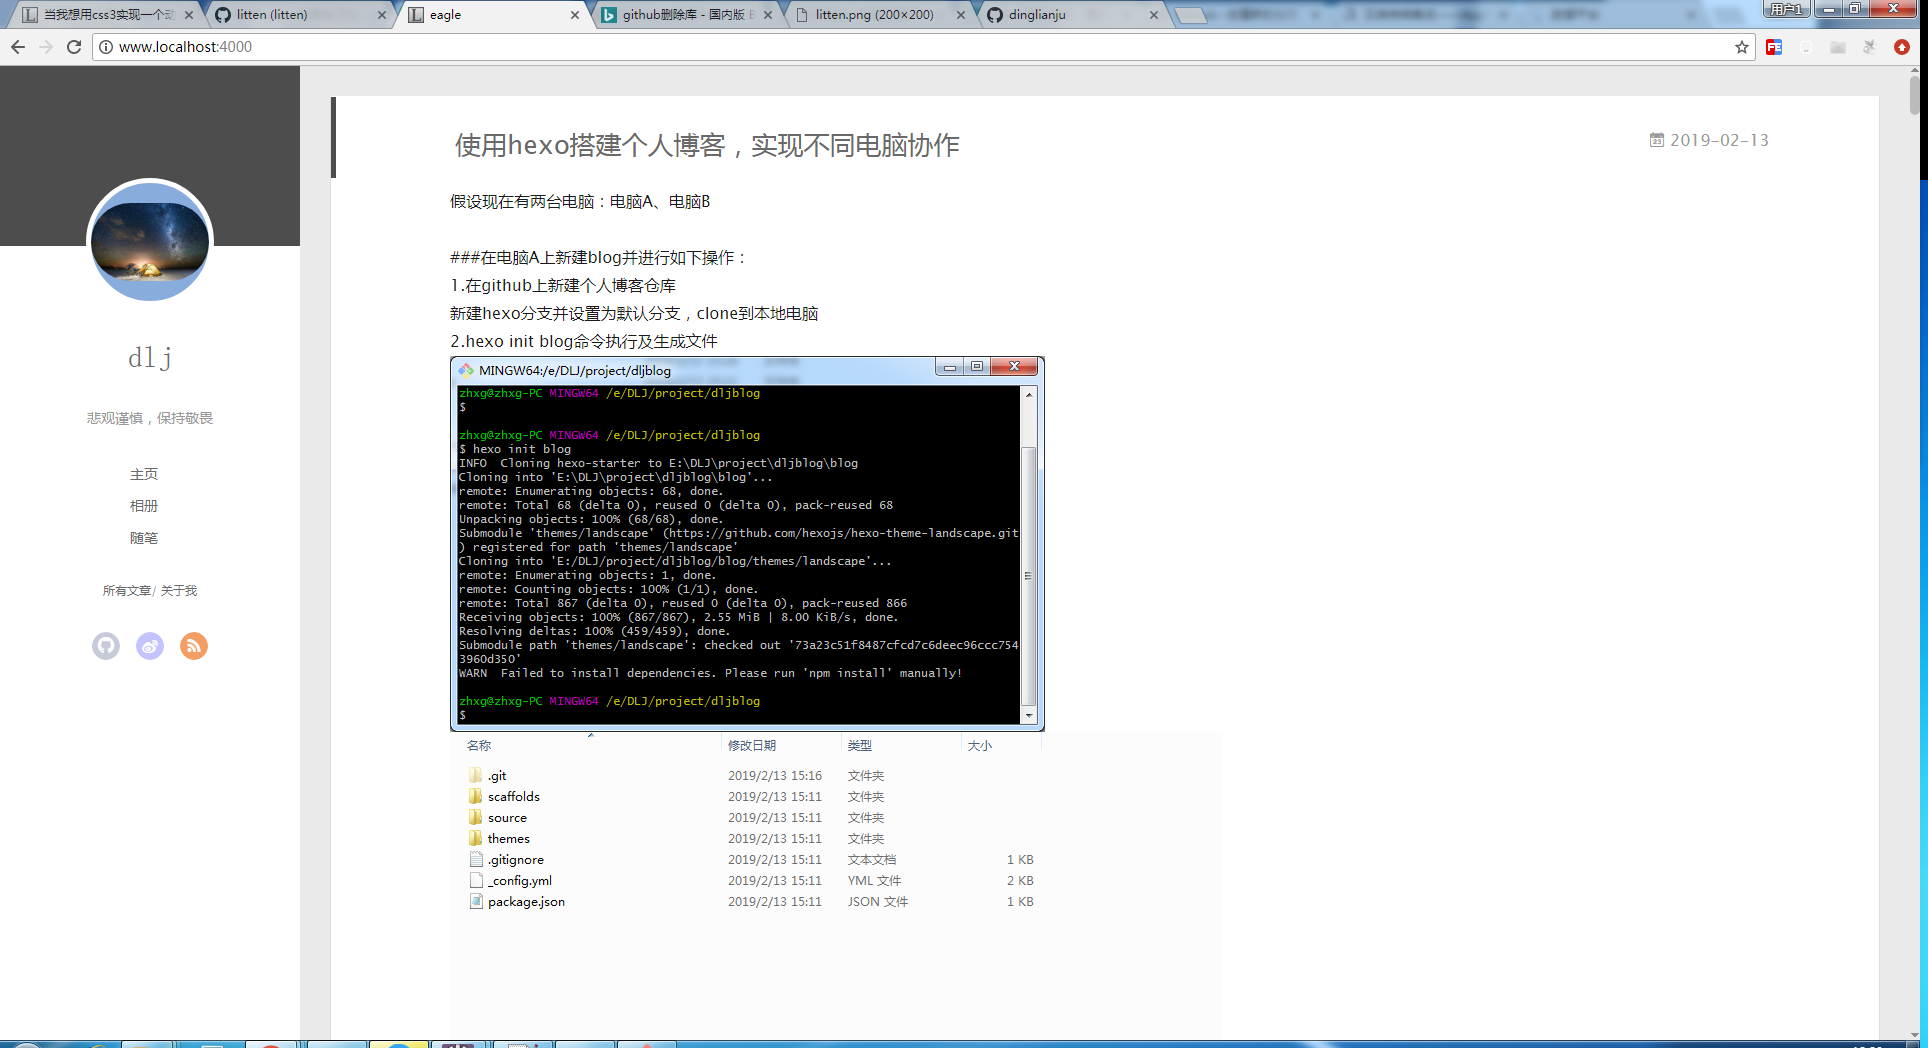 当我想用css3实现一个动
litten (litten)
eagle
github删除库 - 国内版
litten.png (200×200)
dinglianju
用户1
www.localhost:4000
dlj
悲观谨慎，保持敬畏
主页
相册
随笔
所有文章/ 关于我
使用hexo搭建个人博客，实现不同电脑协作
2019-02-13
假设现在有两台电脑：电脑A、电脑B
###在电脑A上新建blog并进行如下操作：
1.在github上新建个人博客仓库
新建hexo分支并设置为默认分支，clone到本地电脑
2.hexo init blog命令执行及生成文件
MINGW64:/e/DLJ/project/dljblog
zhxg@zhxg-PC MINGW64 /e/DLJ/project/dljblog
$
zhxg@zhxg-PC MINGW64 /e/DLJ/project/dljblog
$ hexo init blog
INFO  Cloning hexo-starter to E:\DLJ\project\dljblog\blog
Cloning into 'E:\DLJ\project\dljblog\blog'...
remote: Enumerating objects: 68, done.
remote: Total 68 (delta 0), reused 0 (delta 0), pack-reused 68
Unpacking objects: 100% (68/68), done.
Submodule 'themes/landscape' (https://github.com/hexojs/hexo-theme-landscape.git
) registered for path 'themes/landscape'
Cloning into 'E:/DLJ/project/dljblog/blog/themes/landscape'...
remote: Enumerating objects: 1, done.
remote: Counting objects: 100% (1/1), done.
remote: Total 867 (delta 0), reused 0 (delta 0), pack-reused 866
Receiving objects: 100% (867/867), 2.55 MiB | 8.00 KiB/s, done.
Resolving deltas: 100% (459/459), done.
Submodule path 'themes/landscape': checked out '73a23c51f8487cfcd7c6deec96ccc754
3960d350'
WARN  Failed to install dependencies. Please run 'npm install' manually!
zhxg@zhxg-PC MINGW64 /e/DLJ/project/dljblog
$
名称 修改日期 类型 大小
.git 2019/2/13 15:16 文件夹
scaffolds 2019/2/13 15:11 文件夹
source 2019/2/13 15:11 文件夹
themes 2019/2/13 15:11 文件夹
.gitignore 2019/2/13 15:11 文本文档 1 KB
_config.yml 2019/2/13 15:11 YML 文件 2 KB
package.json 2019/2/13 15:11 JSON 文件 1 KB